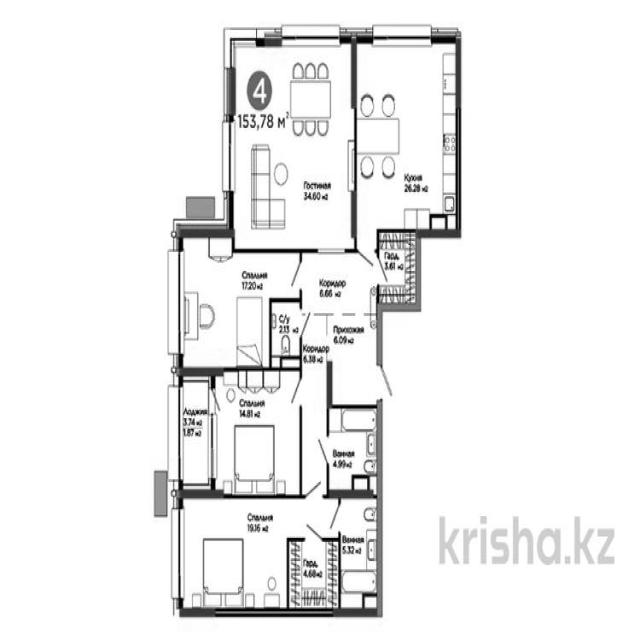 4
153,78 м²
Гостиная
34.60 м2
Кухня
26.28 м2
Гард.
3.61 м2
Спальня
17.20 м2
Коридор
6.66 м2
С/у
2.13 м2
Прихожая
6.09 м2
Коридор
6.38 м2
Лоджия
3.74 м2
1.87 м2
Спальня
14.81 м2
Ванная
4.99 м2
Спальня
19.16 м2
Гард.
4.68 м2
Ванная
5.32 м2
krisha.kz